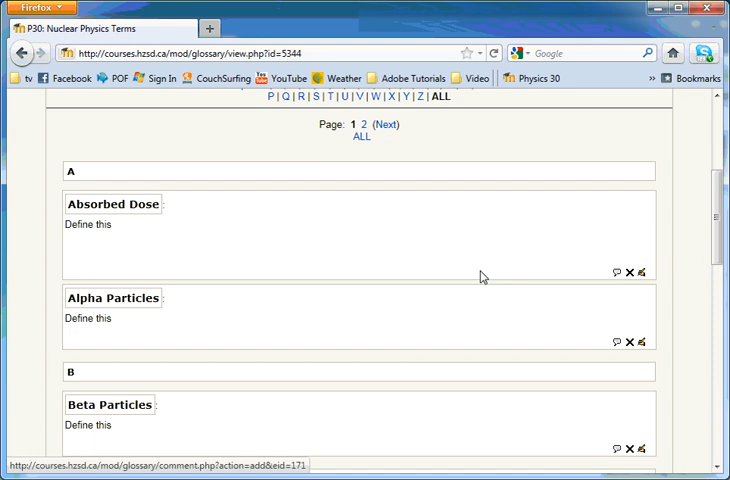 Firefox
P30: Nuclear Physics Terms
http://courses.hzsd.ca/mod/glossary/view.php?id=5344
Google
tv Facebook POF Sign In CouchSurfing YouTube Weather Adobe Tutorials Video Physics 30 » Bookmarks
P | Q | R | S | T | U | V | W | X | Y | Z | ALL
Page: 1 2 (Next)
ALL
A
Absorbed Dose:
Define this
Alpha Particles:
Define this
B
Beta Particles:
Define this
http://courses.hzsd.ca/mod/glossary/comment.php?action=add&eid=171